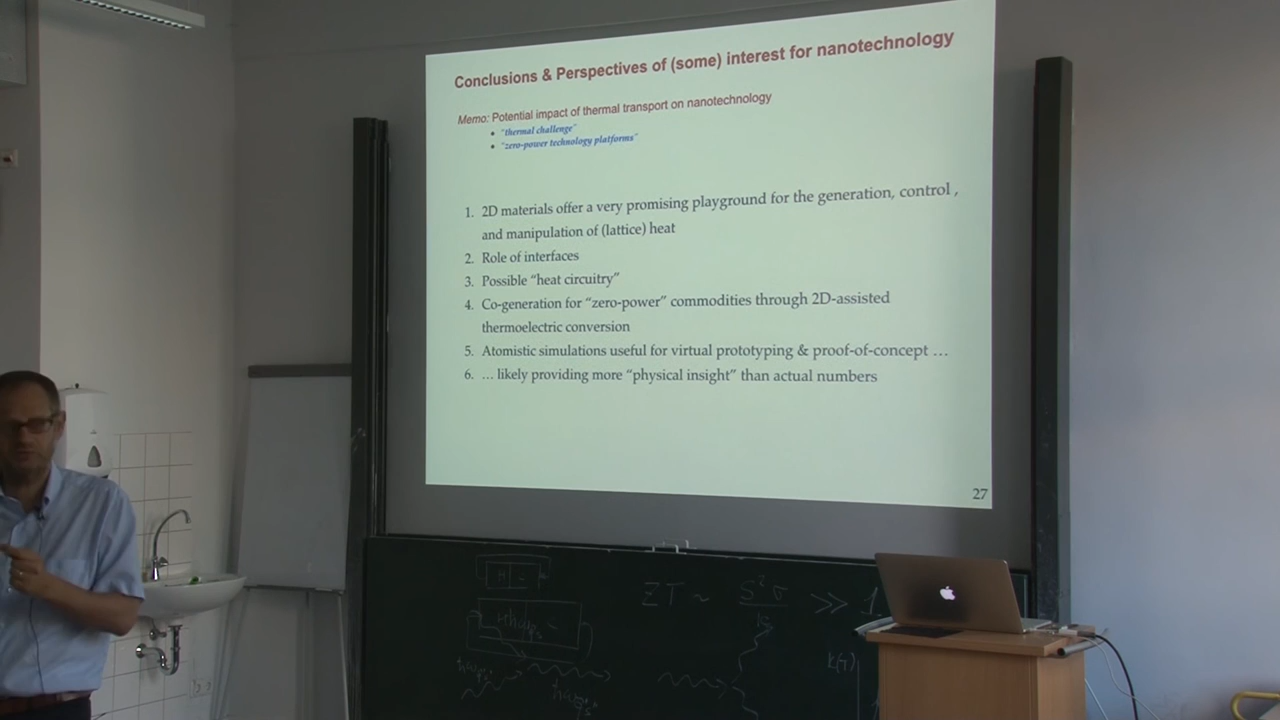 Conclusions & Perspectives of (some) interest for nanotechnology
Memo: Potential impact of thermal transport on nanotechnology
• "thermal challenge"
• "zero-power technology platforms"
1. 2D materials offer a very promising playground for the generation, control ,
and manipulation of (lattice) heat
2. Role of interfaces
3. Possible “heat circuitry”
4. Co-generation for “zero-power” commodities through 2D-assisted
thermoelectric conversion
5. Atomistic simulations useful for virtual prototyping & proof-of-concept …
6. … likely providing more “physical insight” than actual numbers
27
ZT ~ S²σ >> 1